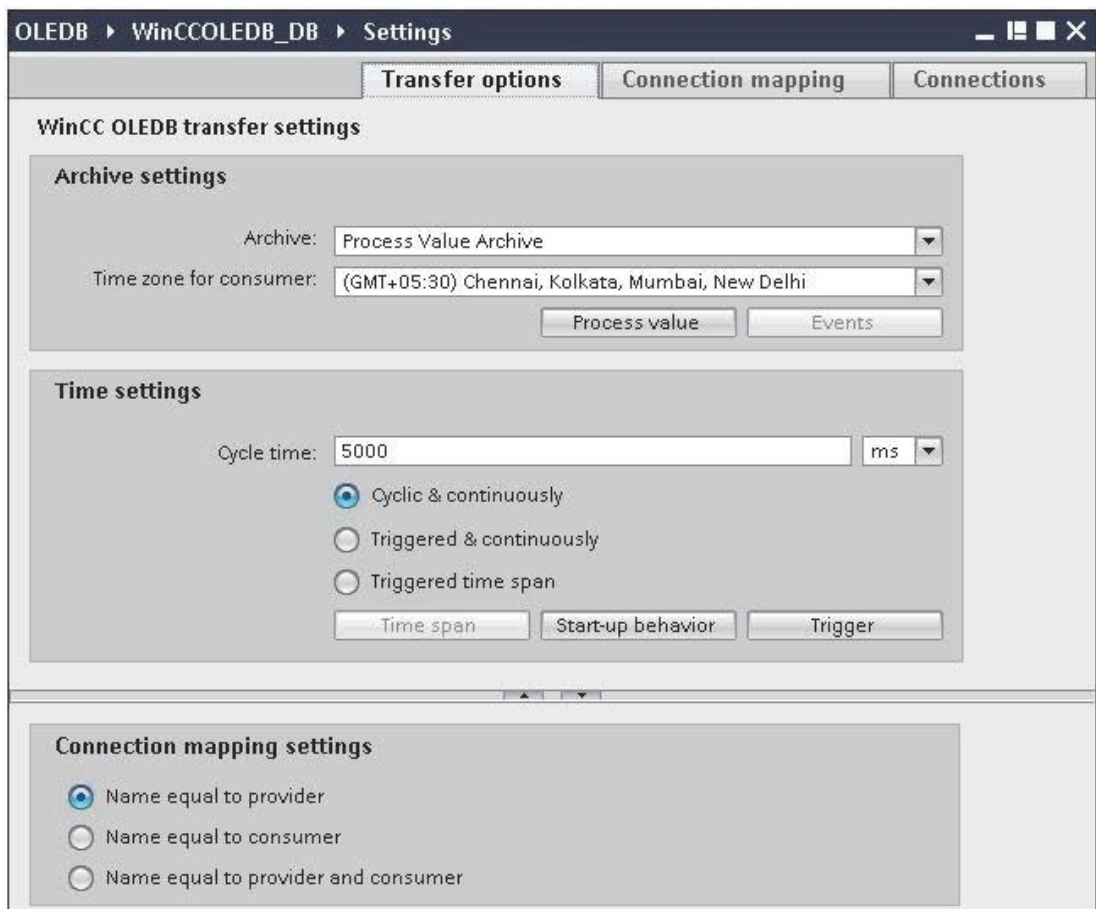 OLEDB ▸ WinCCOLEDB_DB ▸ Settings
Transfer options Connection mapping Connections
WinCC OLEDB transfer settings
Archive settings
Archive: Process Value Archive
Time zone for consumer: (GMT+05:30) Chennai, Kolkata, Mumbai, New Delhi
Process value Events
Time settings
Cycle time: 5000 ms
Cyclic & continuously
Triggered & continuously
Triggered time span
Time span Start-up behavior Trigger
Connection mapping settings
Name equal to provider
Name equal to consumer
Name equal to provider and consumer